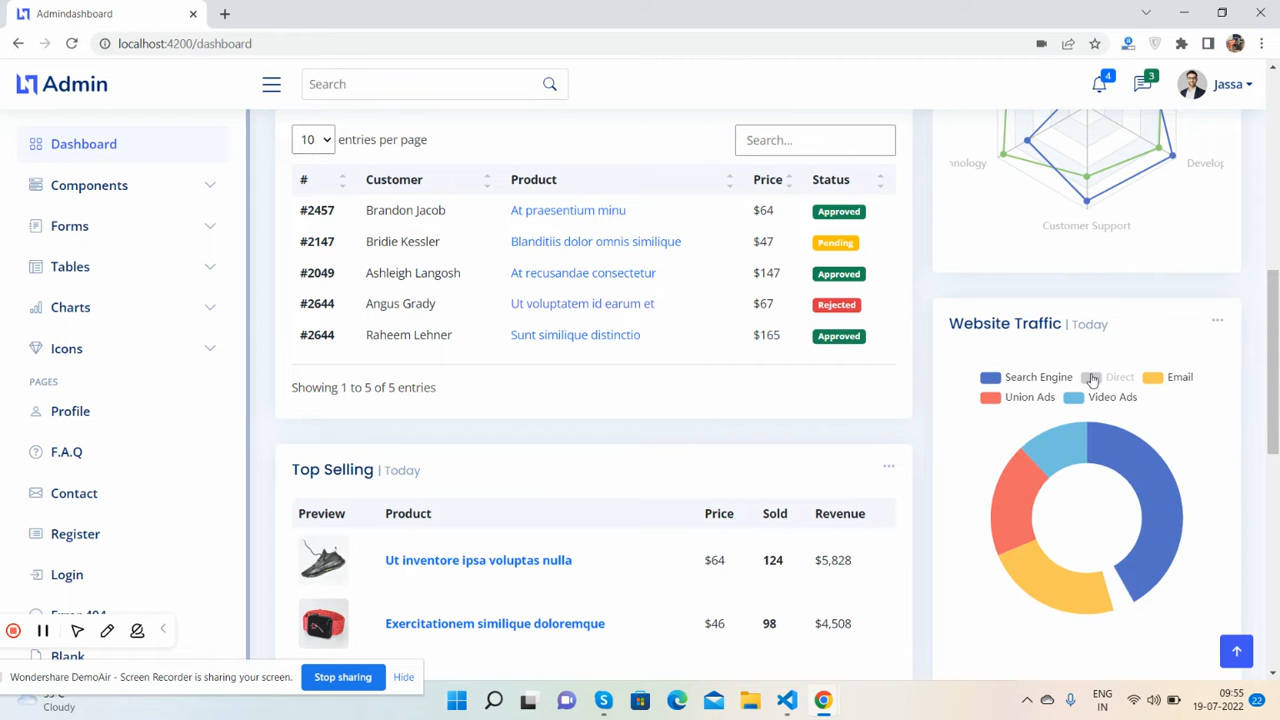 Admindashboard
localhost:4200/dashboard
Admin
Search
4
3
Jassa
Dashboard
Components
Forms
Tables
Charts
Icons
PAGES
Profile
F.A.Q
Contact
Register
Login
Error 404
Blank
10 entries per page
Search...
# Customer Product Price Status
#2457 Brandon Jacob At praesentium minu $64 Approved
#2147 Bridie Kessler Blanditiis dolor omnis similique $47 Pending
#2049 Ashleigh Langosh At recusandae consectetur $147 Approved
#2644 Angus Grady Ut voluptatem id earum et $67 Rejected
#2644 Raheem Lehner Sunt similique distinctio $165 Approved
Showing 1 to 5 of 5 entries
Top Selling | Today
Preview Product Price Sold Revenue
Ut inventore ipsa voluptas nulla $64 124 $5,828
Exercitationem similique doloremque $46 98 $4,508
nology
Develop
Customer Support
Website Traffic | Today
Search Engine Direct Email
Union Ads Video Ads
Wondershare DemoAir - Screen Recorder is sharing your screen.
Stop sharing
Hide
Cloudy
ENG
IN
09:55
19-07-2022
22